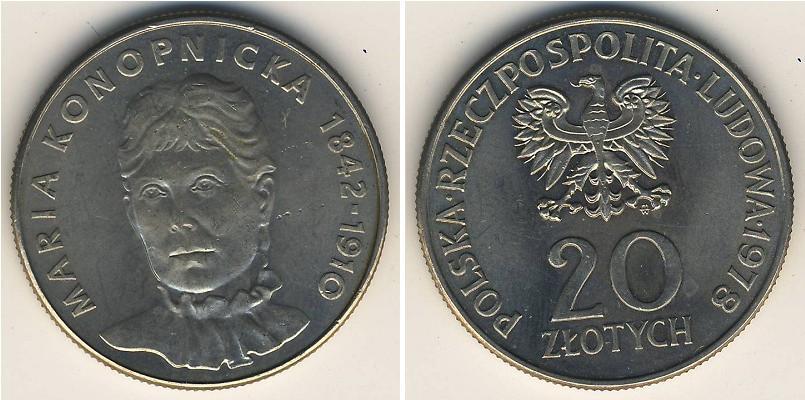 MARIA KONOPNICKA 1842-1910
POLSKA·RZECZPOSPOLITA·LUDOWA·1978
20
ZŁOTYCH